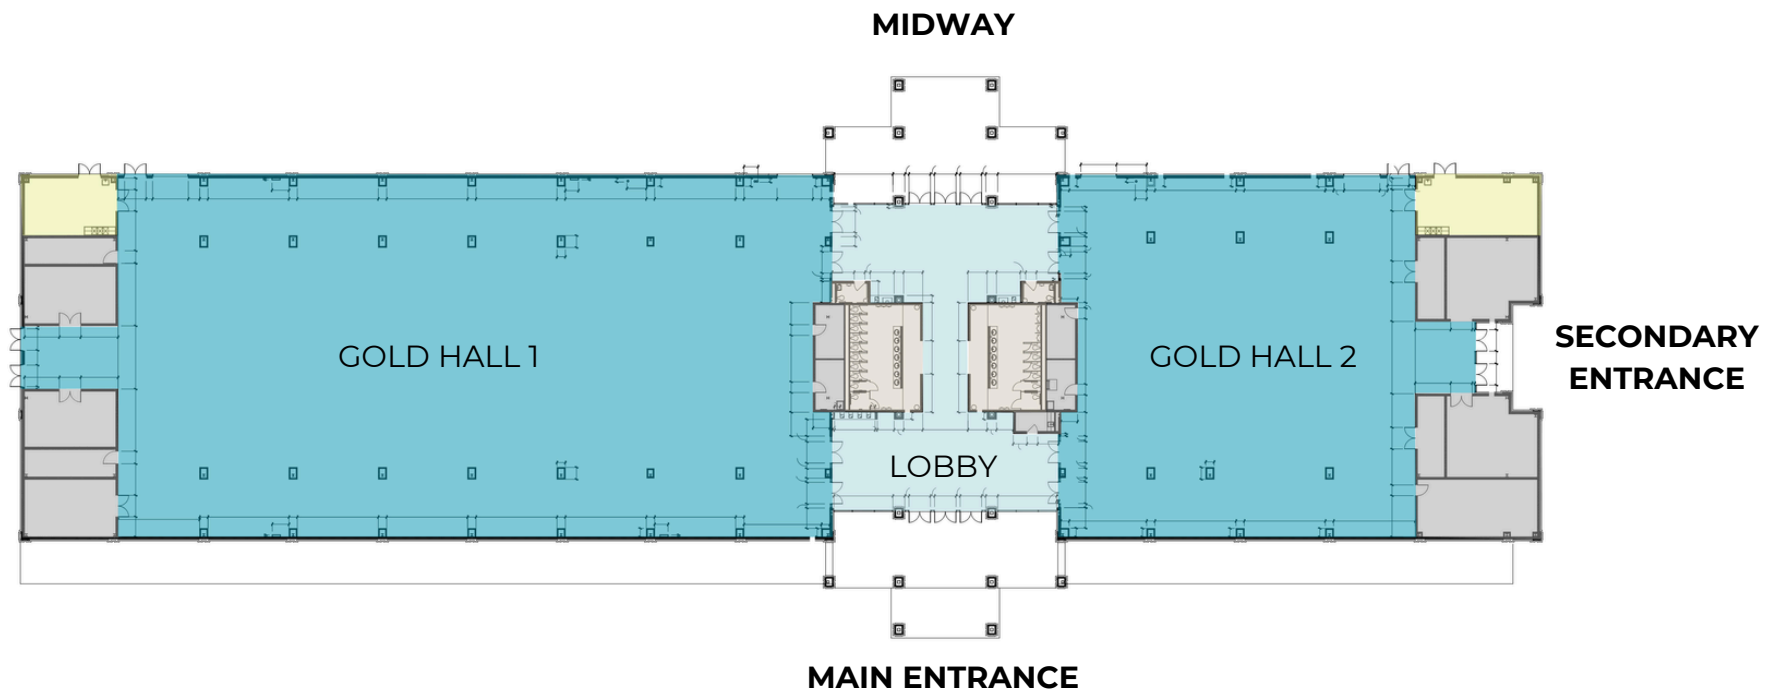 MIDWAY
GOLD HALL 1
GOLD HALL 2
SECONDARY
ENTRANCE
LOBBY
MAIN ENTRANCE